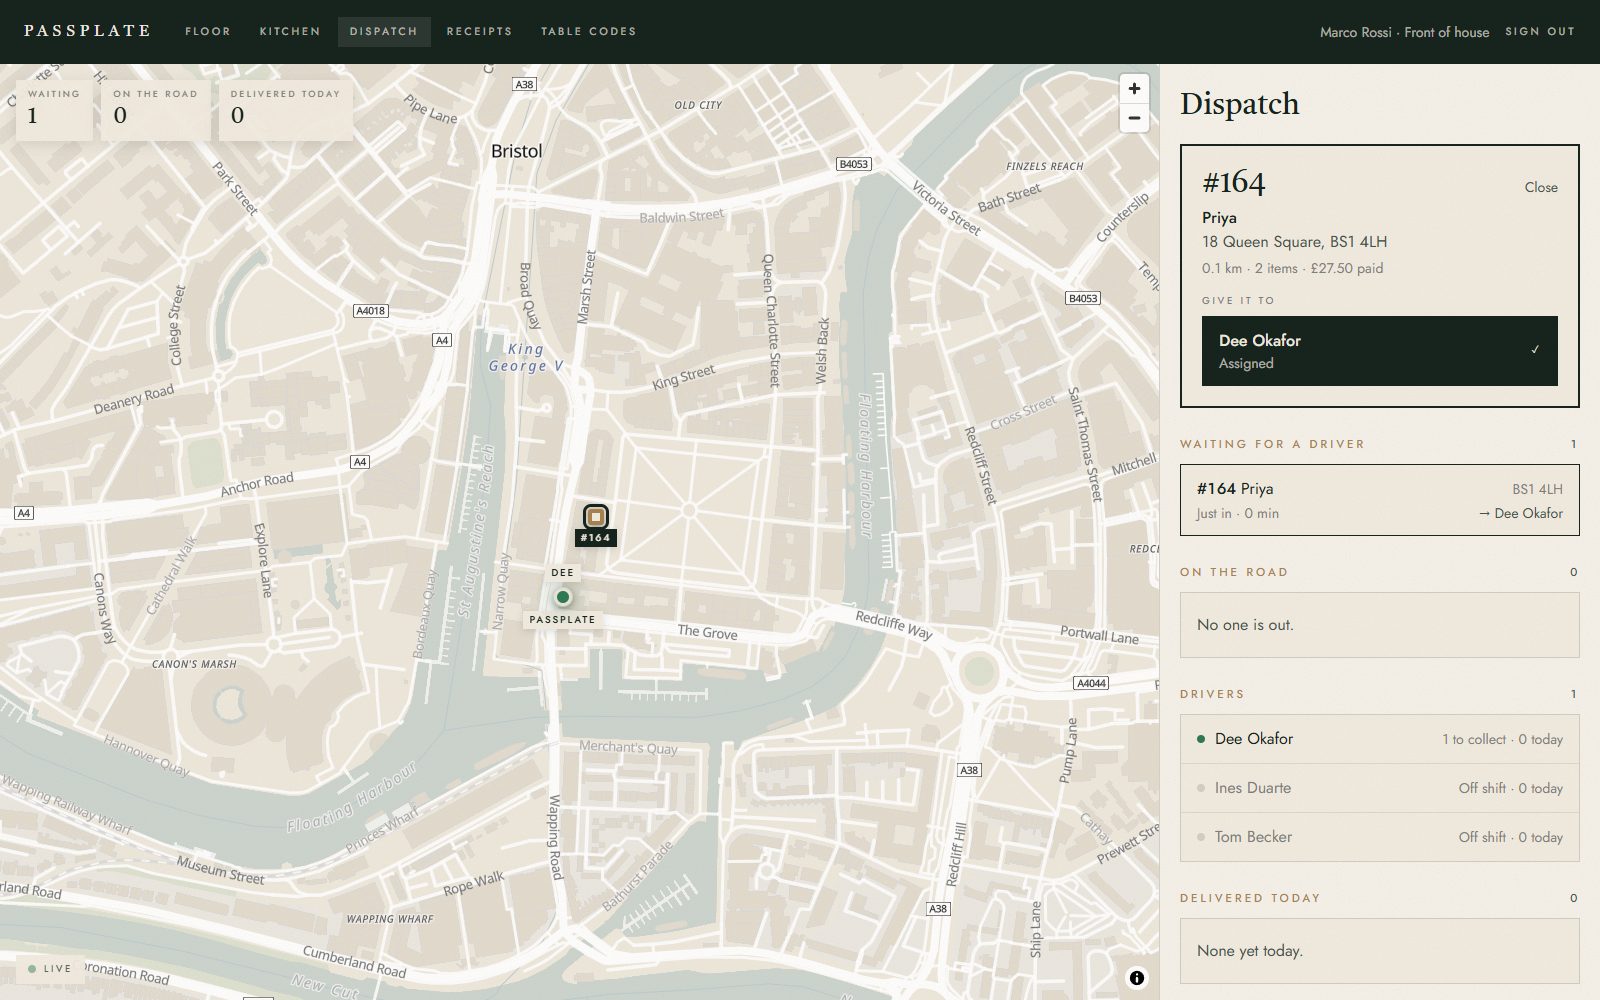 PASSPLATE
FLOOR
KITCHEN
DISPATCH
RECEIPTS
TABLE CODES
Marco Rossi · Front of house
SIGN OUT
WAITING
1
ON THE ROAD
0
DELIVERED TODAY
0
A38
Pipe Lane
OLD CITY
Bristol
B4053
FINZELS REACH
Park Street
Victoria Street
Bath Street
Counterslip
Baldwin Street
Marsh Street
Broad Quay
Queen Charlotte Street
Welsh Back
College Street
A4018
A4
B4053
King
George V
King Street
Deanery Road
Cross Street
Saint Thomas Street
Redcliff Street
Mitchell
Floating Harbour
A4
Anchor Road
St Augustine's Reach
A4
#164
Explore Lane
Cathedral Walk
Canons Way
Bordeaux Quay
Narrow Quay
DEE
PASSPLATE
The Grove
Redcliffe Way
Portwall Lane
CANON'S MARSH
A4044
Hannover Quay
Merchant's Quay
Pump Lane
A38
Floating Harbour
Princes Wharf
Wapping Railway Wharf
Wapping Road
Museum Street
Cathay
Prewett Stre
Redcliff Hill
Bathurst Parade
rland Road
Rope Walk
WAPPING WHARF
A38
Ship Lane
Cumberland Road
LIVE
oronation Road
New Cut
Dispatch
#164
Close
Priya
18 Queen Square, BS1 4LH
0.1 km · 2 items · £27.50 paid
GIVE IT TO
Dee Okafor
✓
Assigned
WAITING FOR A DRIVER
1
#164 Priya
BS1 4LH
Just in · 0 min
→ Dee Okafor
ON THE ROAD
0
No one is out.
DRIVERS
1
Dee Okafor
1 to collect · 0 today
Ines Duarte
Off shift · 0 today
Tom Becker
Off shift · 0 today
DELIVERED TODAY
0
None yet today.